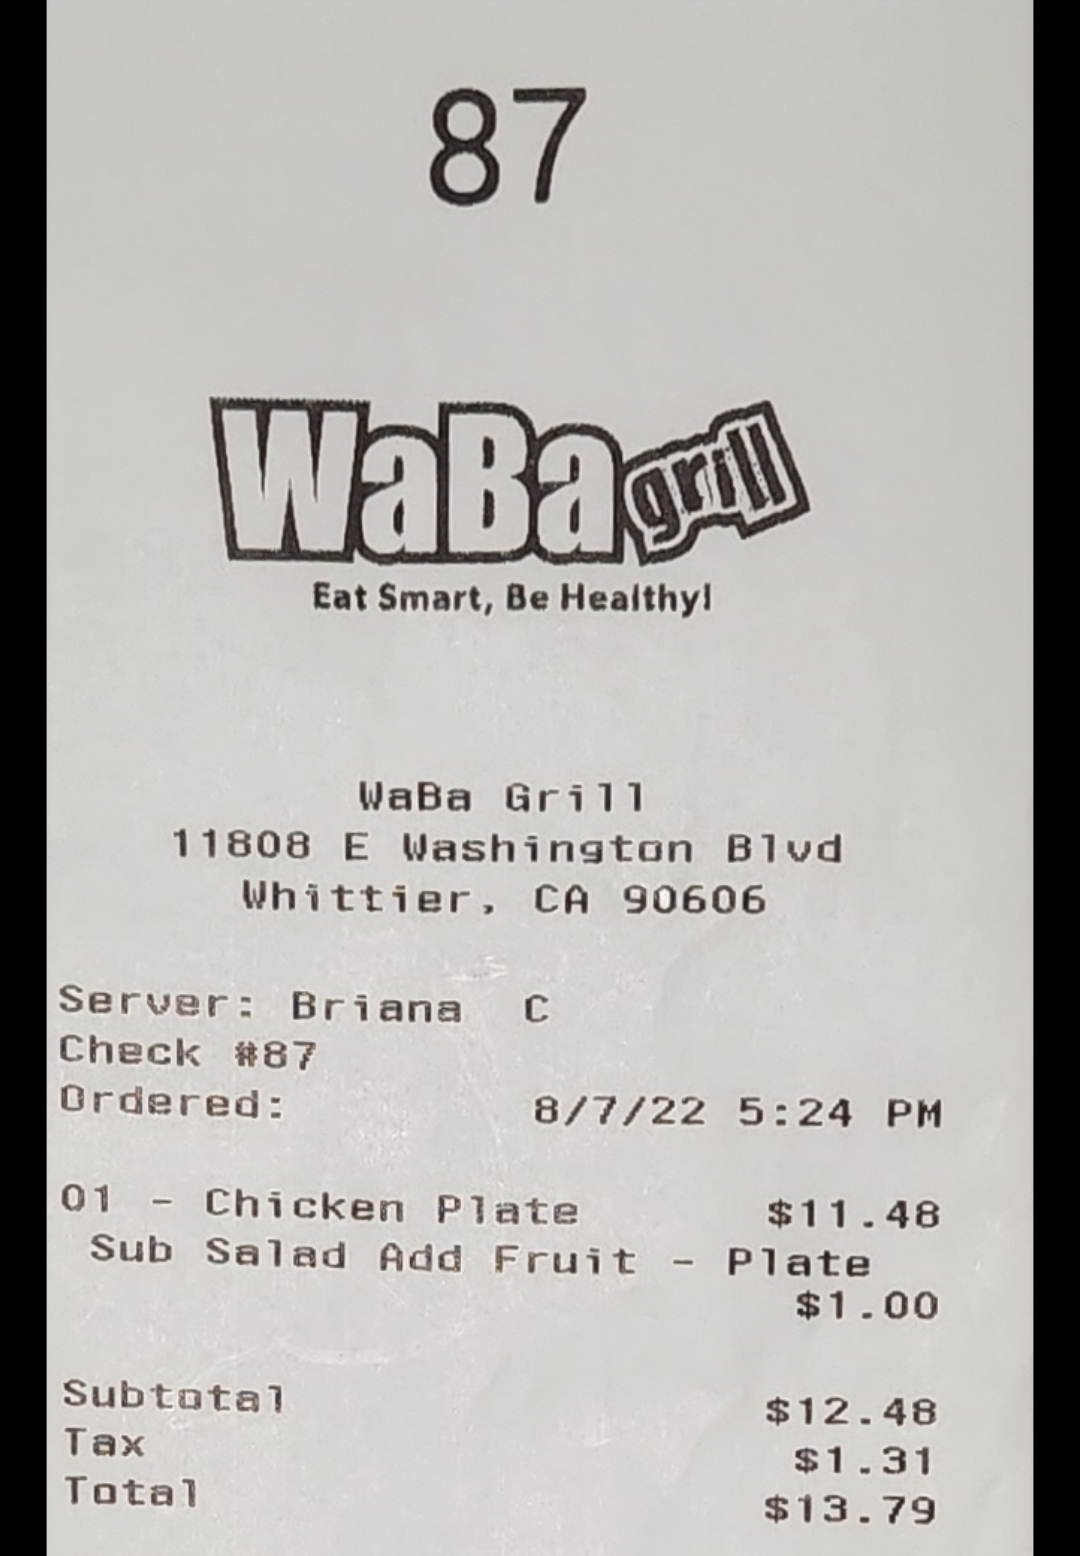 87
WaBa grill
Eat Smart, Be Healthy!
WaBa Grill
11808 E Washington Blvd
Whittier, CA 90606
Server: Briana C
Check #87
Ordered: 8/7/22 5:24 PM
01 - Chicken Plate $11.48
Sub Salad Add Fruit - Plate
$1.00
Subtotal $12.48
Tax $1.31
Total $13.79